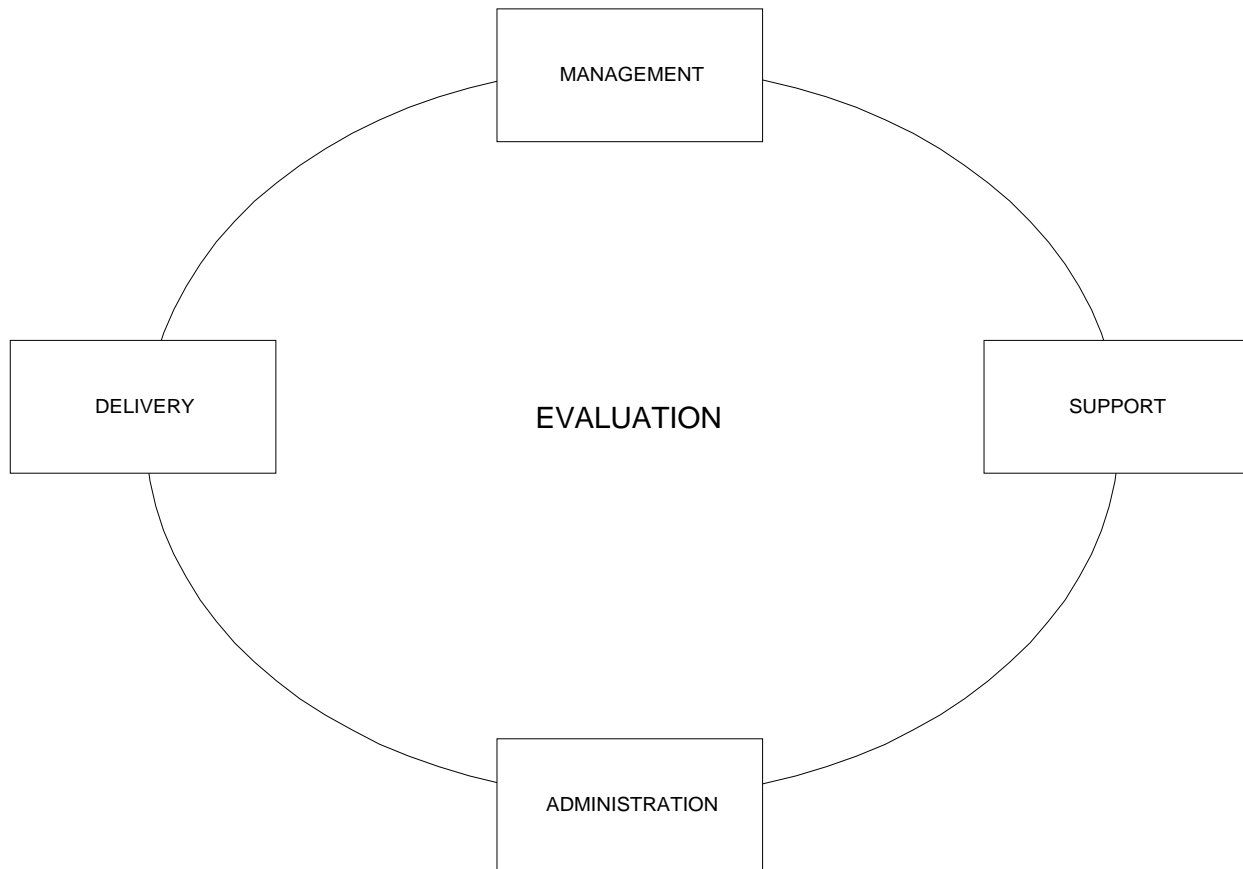 MANAGEMENT
DELIVERY
EVALUATION
SUPPORT
ADMINISTRATION